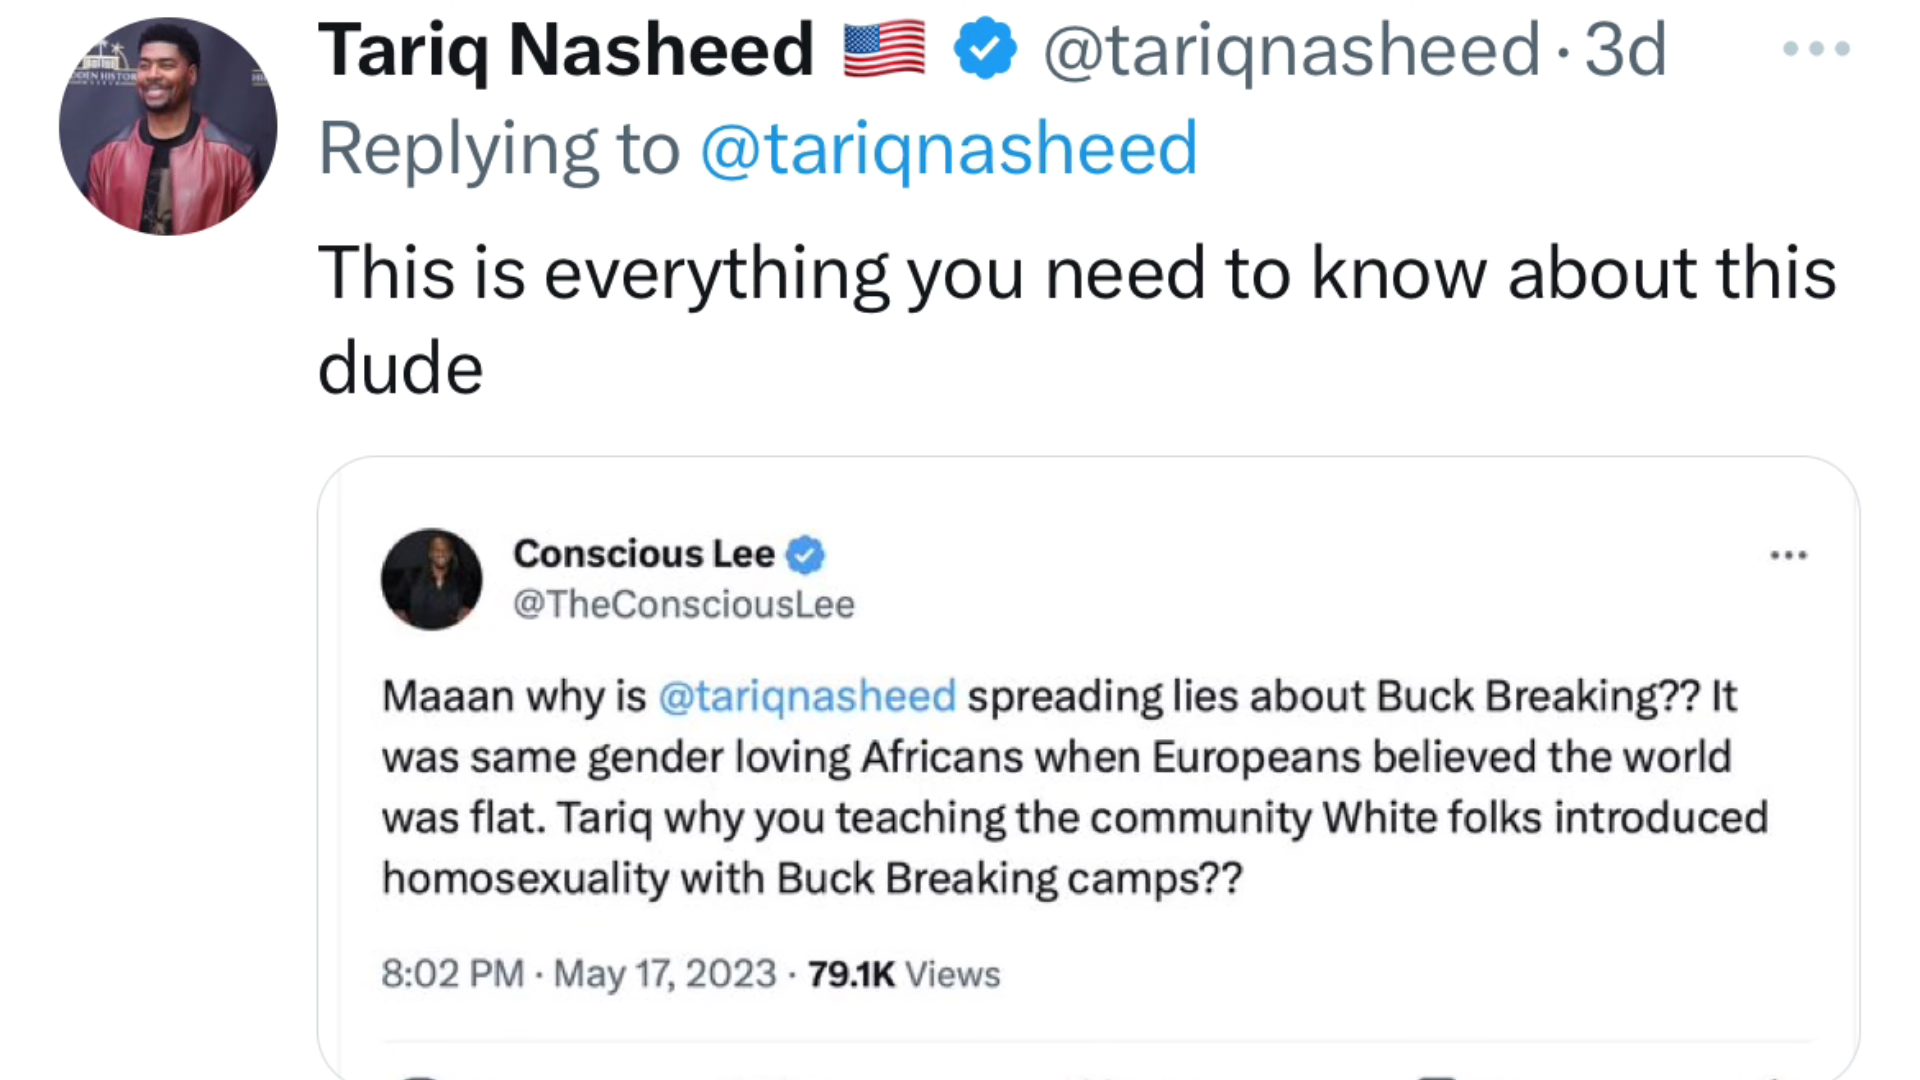 Tariq Nasheed 🇺🇸 @tariqnasheed · 3d
Replying to @tariqnasheed
This is everything you need to know about this
dude
Conscious Lee
@TheConsciousLee
Maaan why is @tariqnasheed spreading lies about Buck Breaking?? It
was same gender loving Africans when Europeans believed the world
was flat. Tariq why you teaching the community White folks introduced
homosexuality with Buck Breaking camps??
8:02 PM · May 17, 2023 · 79.1K Views